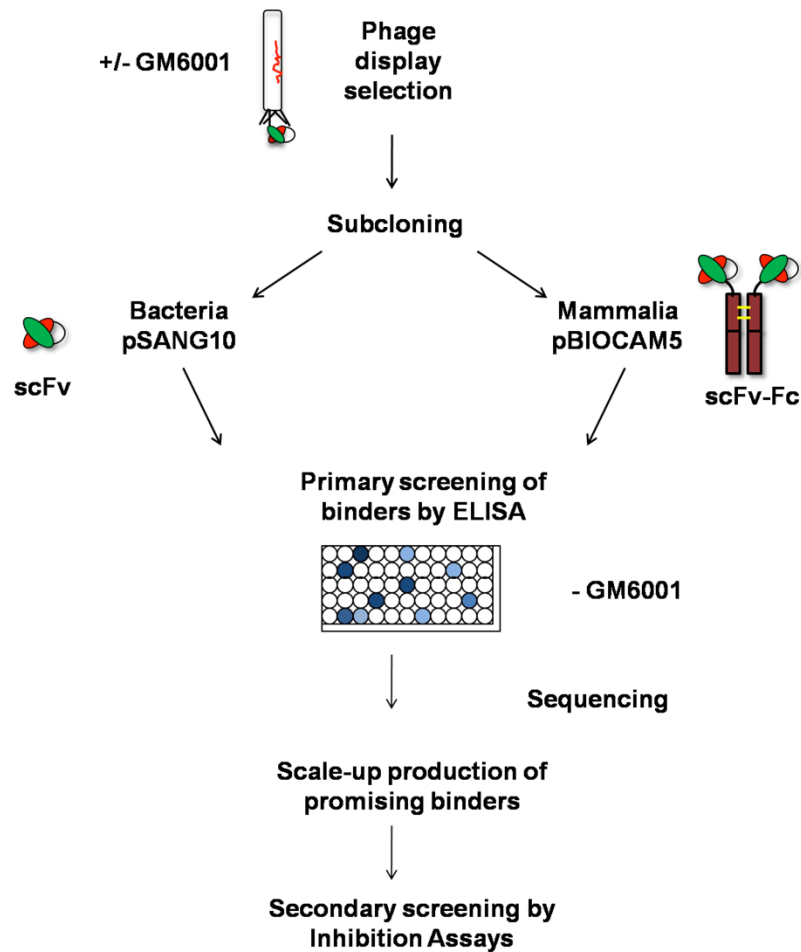 +/- GM6001
Phage
display
selection
Subcloning
Bacteria
pSANG10
scFv
Mammalia
pBIOCAM5
scFv-Fc
Primary screening of
binders by ELISA
- GM6001
Sequencing
Scale-up production of
promising binders
Secondary screening by
Inhibition Assays